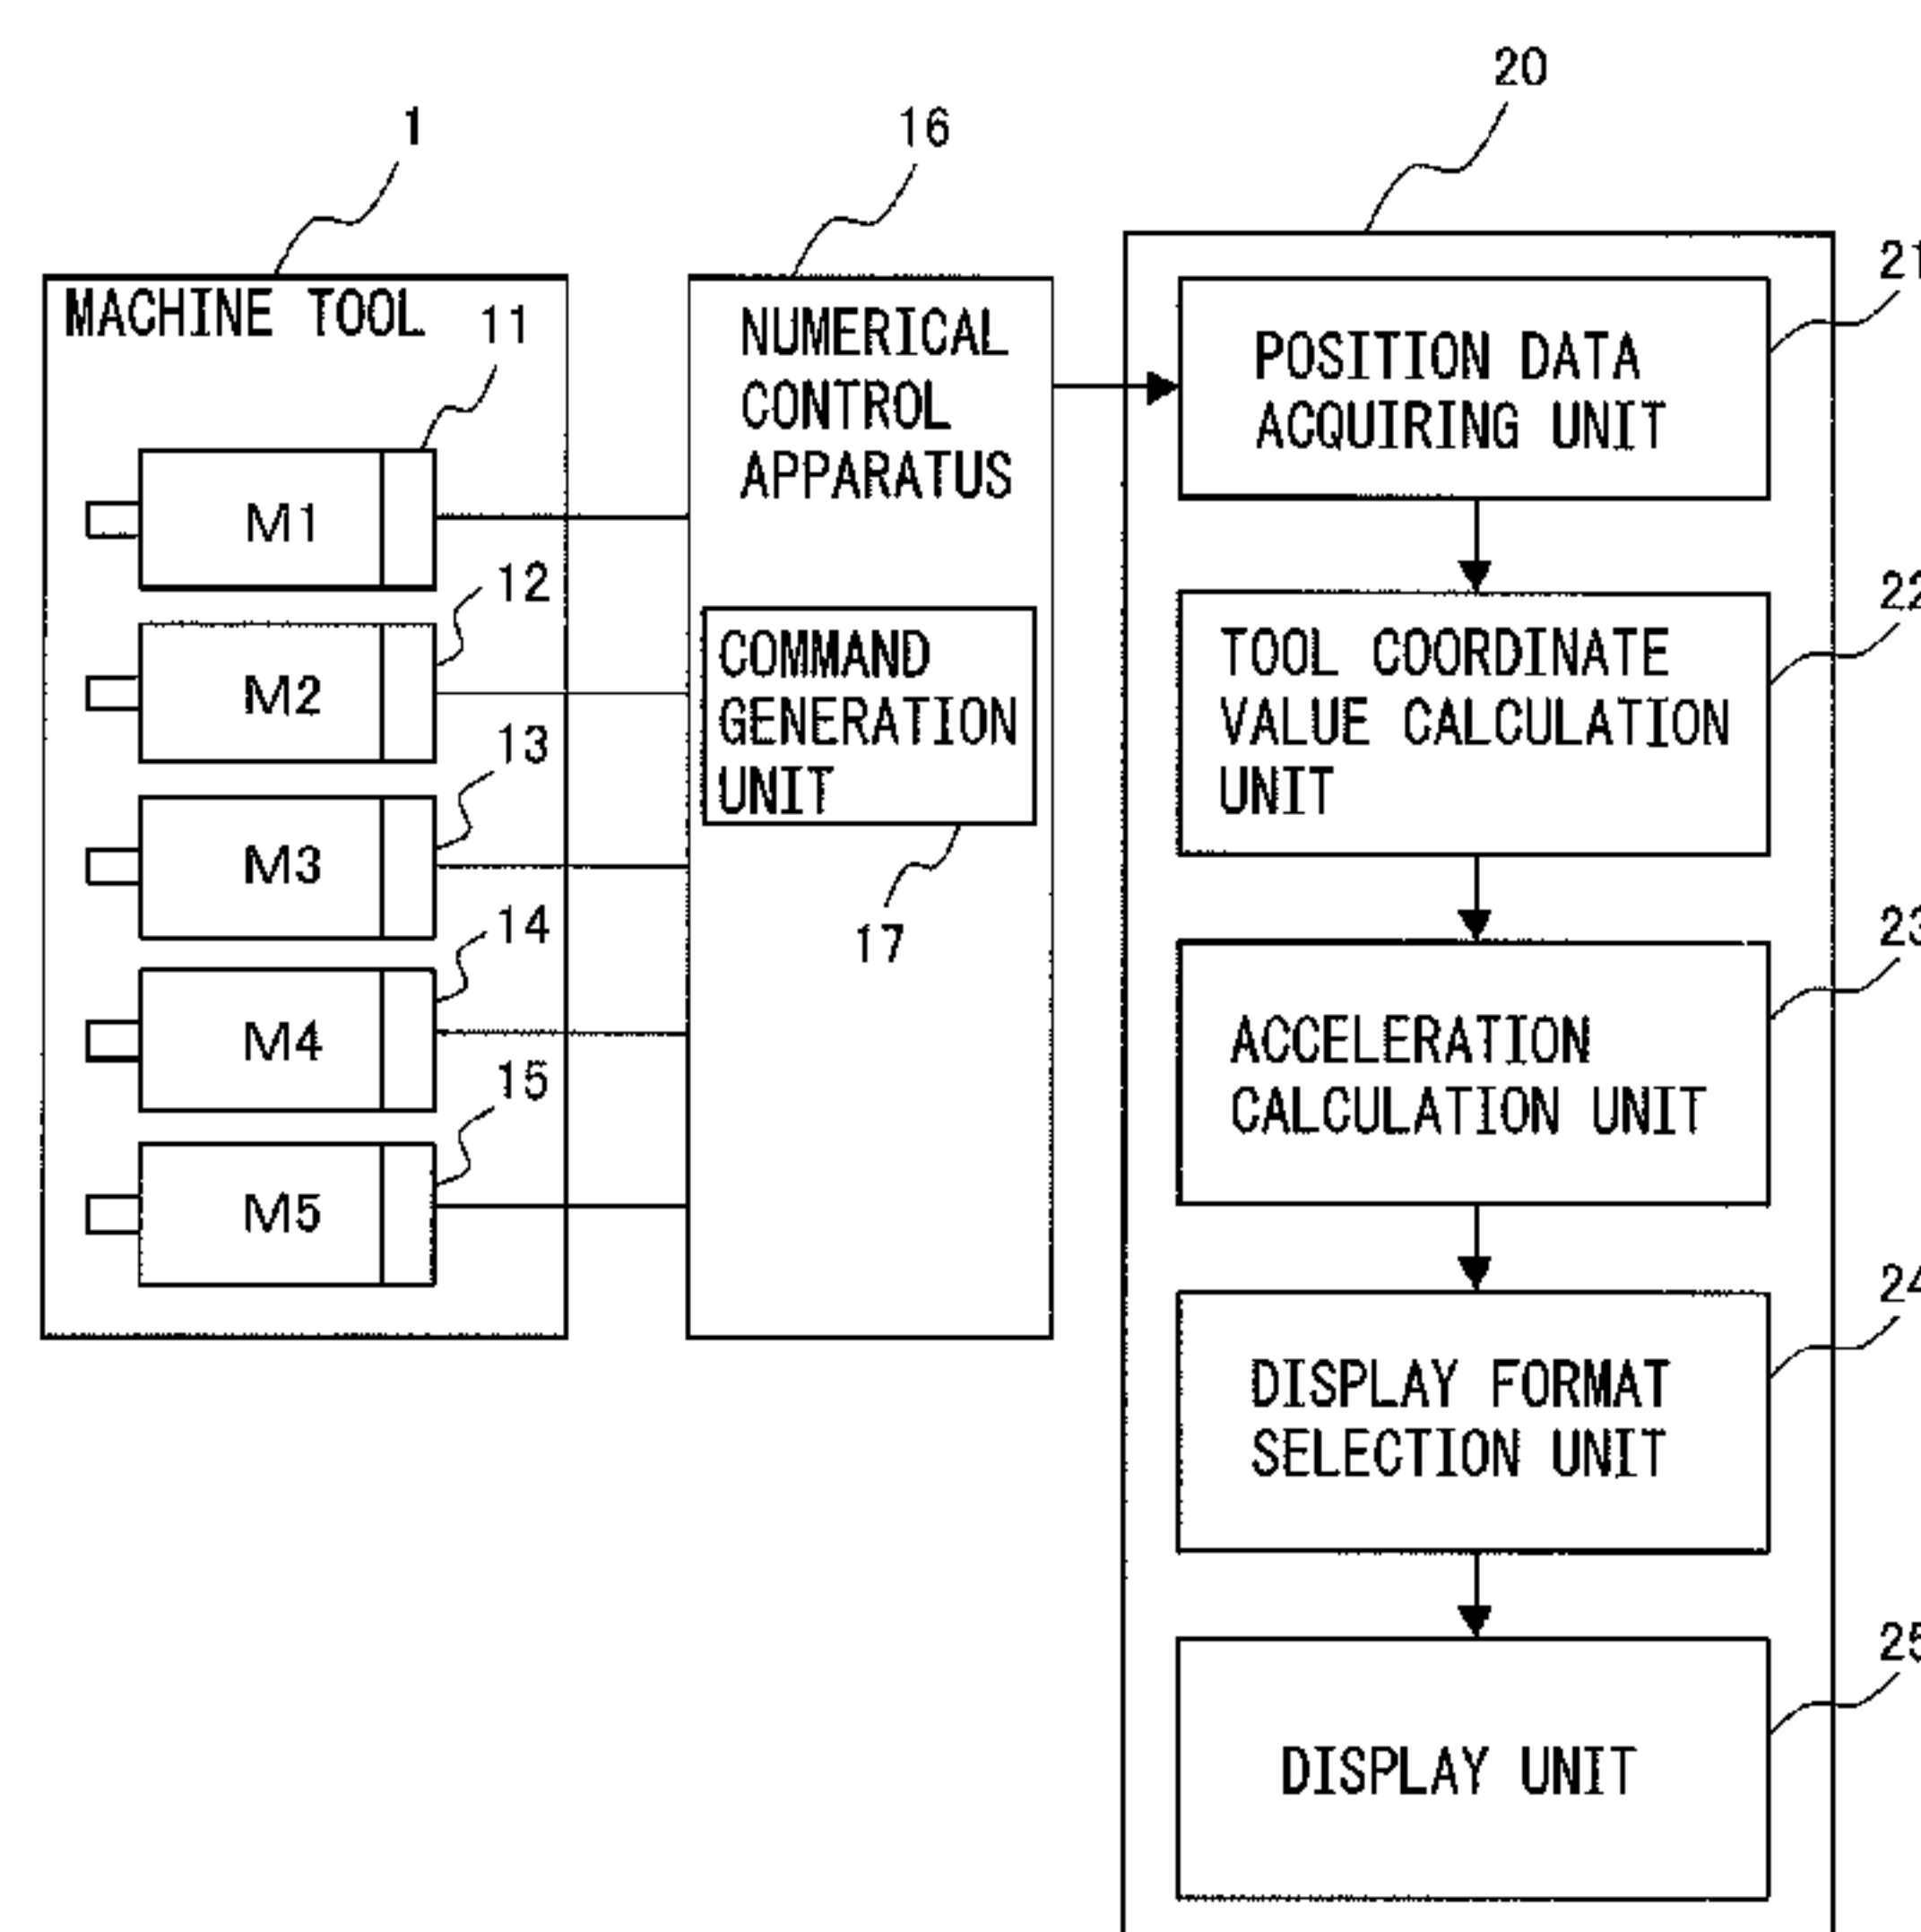 20
1
16
21
MACHINE TOOL
11
NUMERICAL
CONTROL
APPARATUS
POSITION DATA
ACQUIRING UNIT
M1
12
22
COMMAND
GENERATION
UNIT
TOOL COORDINATE
VALUE CALCULATION
UNIT
M2
13
M3
14
17
23
M4
15
ACCELERATION
CALCULATION UNIT
M5
24
DISPLAY FORMAT
SELECTION UNIT
25
DISPLAY UNIT